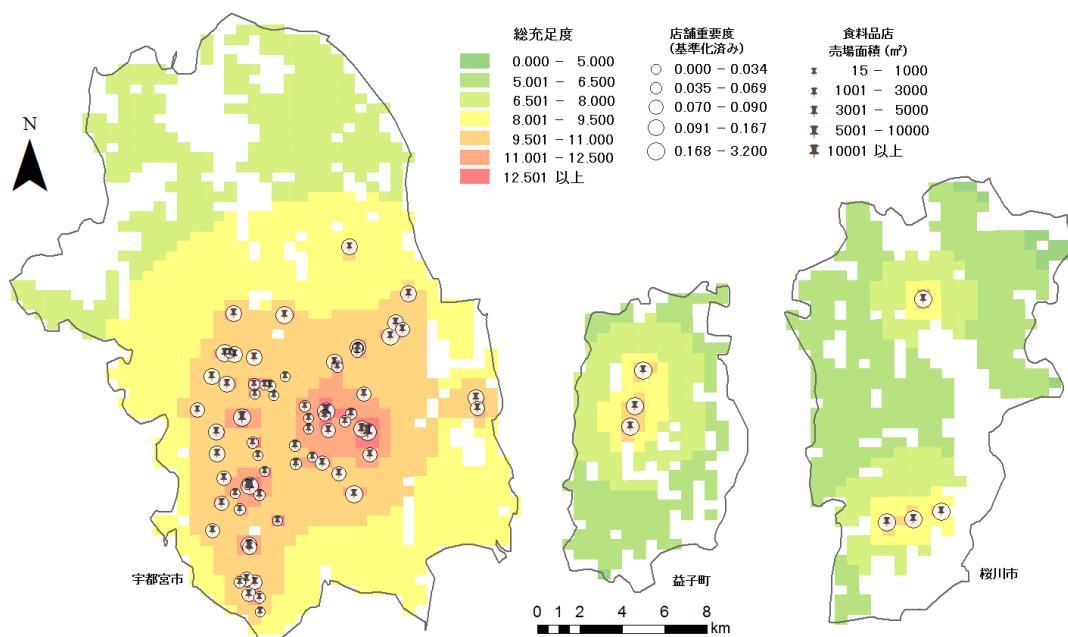 総充足度
0.000 - 5.000
5.001 - 6.500
6.501 - 8.000
8.001 - 9.500
9.501 - 11.000
11.001 - 12.500
12.501 以上
店舗重要度
(基準化済み)
0.000 - 0.034
0.035 - 0.069
0.070 - 0.090
0.091 - 0.167
0.168 - 3.200
食料品店
売場面積 (㎡)
15 - 1000
1001 - 3000
3001 - 5000
5001 - 10000
10001 以上
N
宇都宮市
益子町
桜川市
0 1 2 4 6 8
km